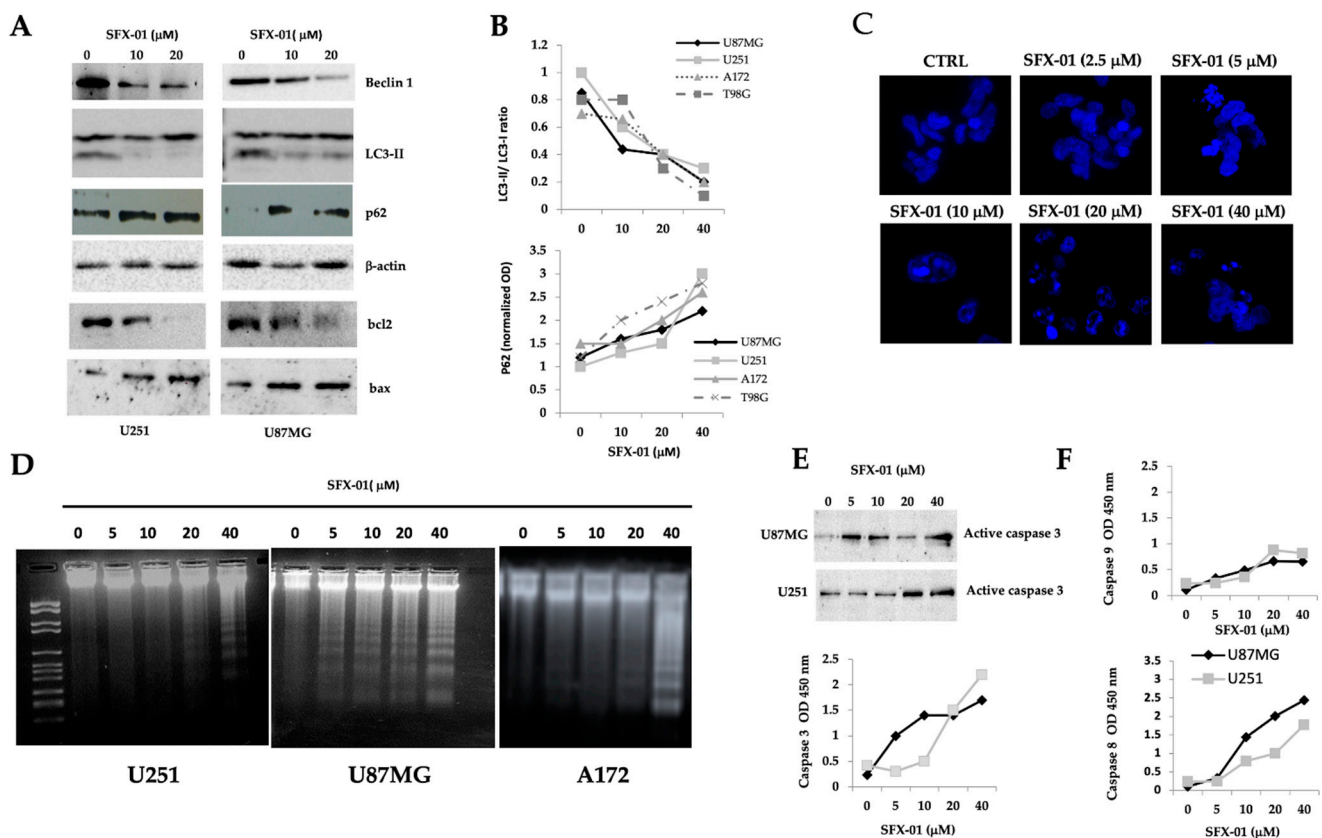 A
SFX-01 (μM)
0 10 20
SFX-01(μM)
0 10 20
Beclin 1
LC3-II
p62
β-actin
bcl2
bax
U251
U87MG
B
1.2
1
0.8
0.6
0.4
0.2
0
LC3-II/ LC3-I ratio
U87MG
U251
A172
T98G
0 10 20 40
3.5
3
2.5
2
1.5
1
0.5
0
P62 (normalized OD)
U87MG
U251
A172
T98G
0 10 20 40
SFX-01 (μM)
C
CTRL
SFX-01 (2.5 μM)
SFX-01 (5 μM)
SFX-01 (10 μM)
SFX-01 (20 μM)
SFX-01 (40 μM)
D
SFX-01( μM)
0 5 10 20 40
0 5 10 20 40
0 5 10 20 40
U251
U87MG
A172
E
SFX-01 (μM)
0 5 10 20 40
U87MG
Active caspase 3
U251
Active caspase 3
2.5
2
1.5
1
0.5
0
Caspase 3 OD 450 nm
0 5 10 20 40
SFX-01 (μM)
F
2.5
2
1.5
1
0.5
0
Caspase 9 OD 450 nm
0 5 10 20 40
SFX-01 (μM)
3.5
3
2.5
2
1.5
1
0.5
0
Caspase 8 OD 450 nm
U87MG
U251
0 5 10 20 40
SFX-01 (μM)